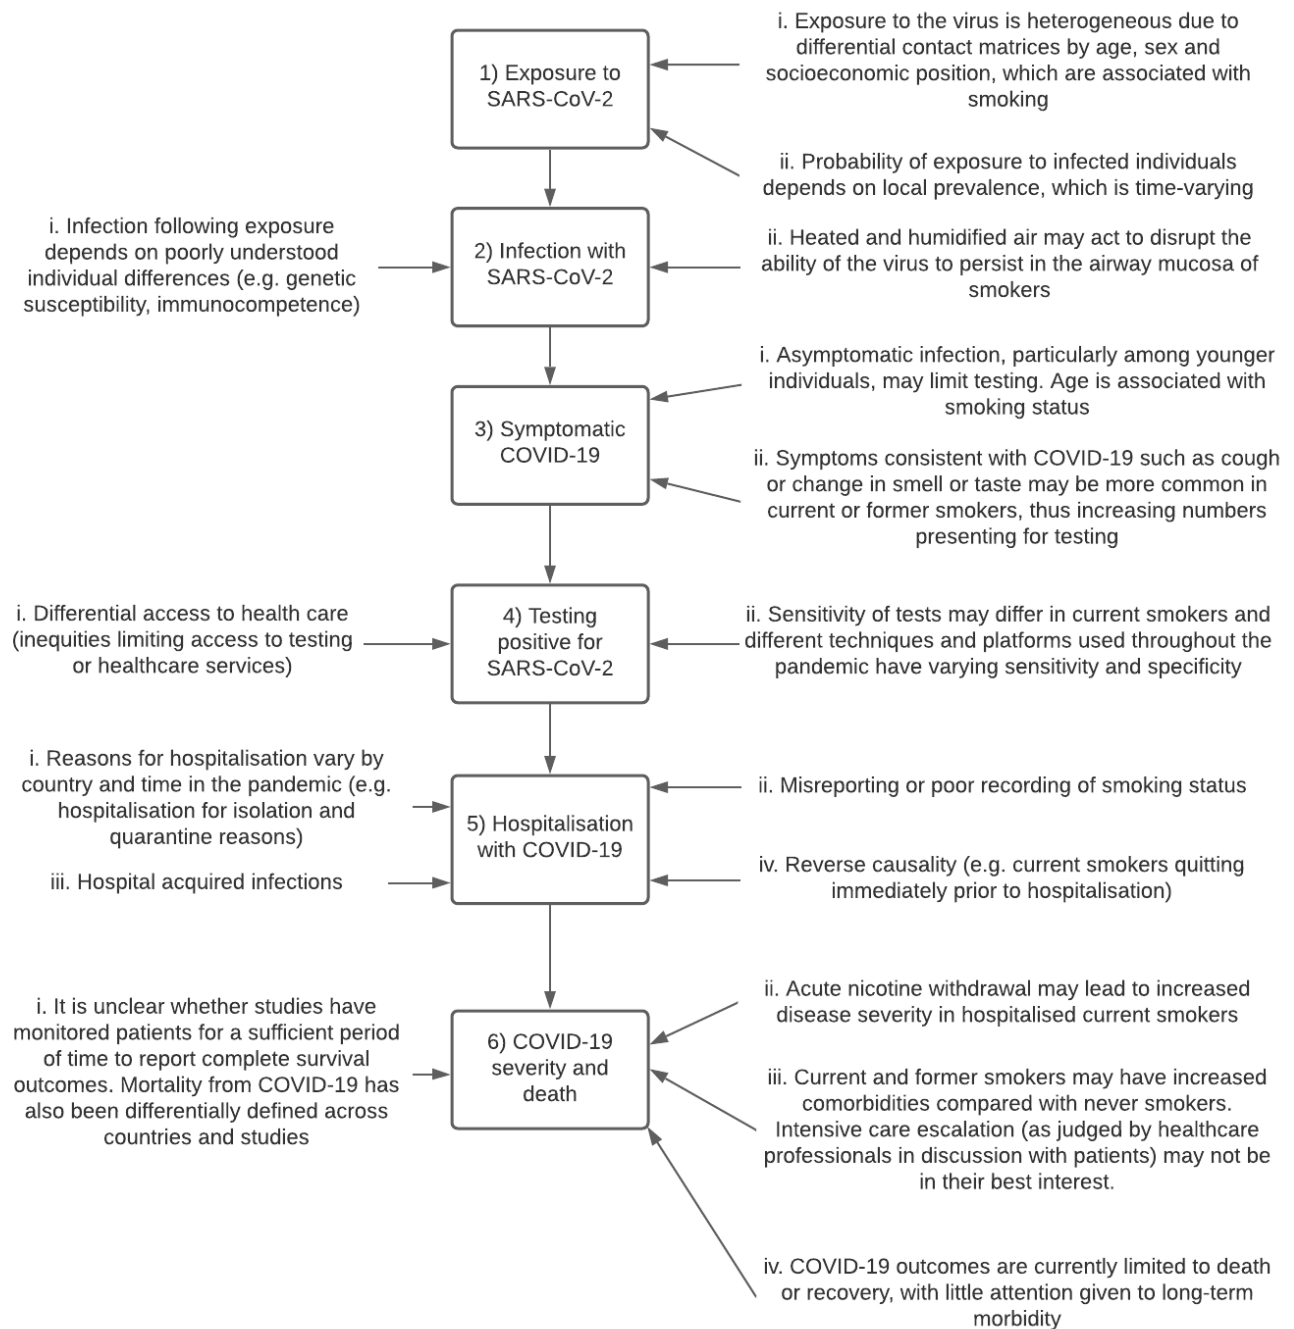 1) Exposure to
SARS-CoV-2
i. Exposure to the virus is heterogeneous due to
differential contact matrices by age, sex and
socioeconomic position, which are associated with
smoking
ii. Probability of exposure to infected individuals
depends on local prevalence, which is time-varying
i. Infection following exposure
depends on poorly understood
individual differences (e.g. genetic
susceptibility, immunocompetence)
2) Infection with
SARS-CoV-2
ii. Heated and humidified air may act to disrupt the
ability of the virus to persist in the airway mucosa of
smokers
3) Symptomatic
COVID-19
i. Asymptomatic infection, particularly among younger
individuals, may limit testing. Age is associated with
smoking status
ii. Symptoms consistent with COVID-19 such as cough
or change in smell or taste may be more common in
current or former smokers, thus increasing numbers
presenting for testing
i. Differential access to health care
(inequities limiting access to testing
or healthcare services)
4) Testing
positive for
SARS-CoV-2
ii. Sensitivity of tests may differ in current smokers and
different techniques and platforms used throughout the
pandemic have varying sensitivity and specificity
i. Reasons for hospitalisation vary by
country and time in the pandemic (e.g.
hospitalisation for isolation and
quarantine reasons)
iii. Hospital acquired infections
5) Hospitalisation
with COVID-19
ii. Misreporting or poor recording of smoking status
iv. Reverse causality (e.g. current smokers quitting
immediately prior to hospitalisation)
i. It is unclear whether studies have
monitored patients for a sufficient period
of time to report complete survival
outcomes. Mortality from COVID-19 has
also been differentially defined across
countries and studies
6) COVID-19
severity and
death
ii. Acute nicotine withdrawal may lead to increased
disease severity in hospitalised current smokers
iii. Current and former smokers may have increased
comorbidities compared with never smokers.
Intensive care escalation (as judged by healthcare
professionals in discussion with patients) may not be
in their best interest.
iv. COVID-19 outcomes are currently limited to death
or recovery, with little attention given to long-term
morbidity